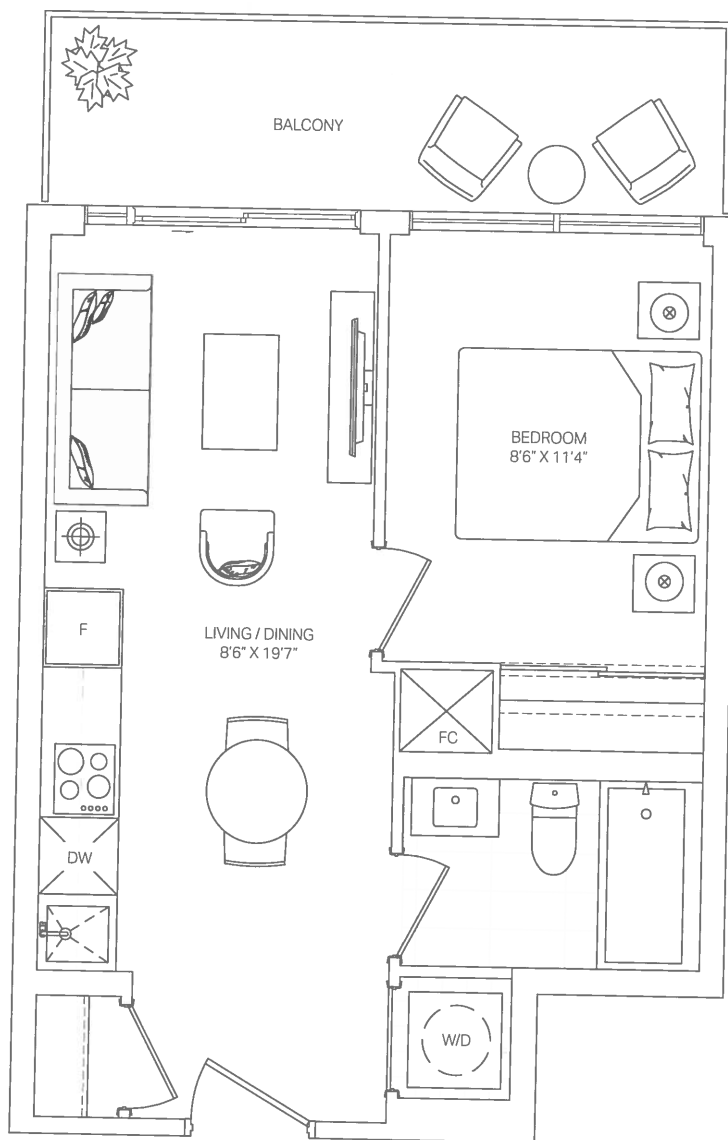 BALCONY
BEDROOM
8'6" X 11'4"
F
LIVING / DINING
8'6" X 19'7"
FC
DW
W/D